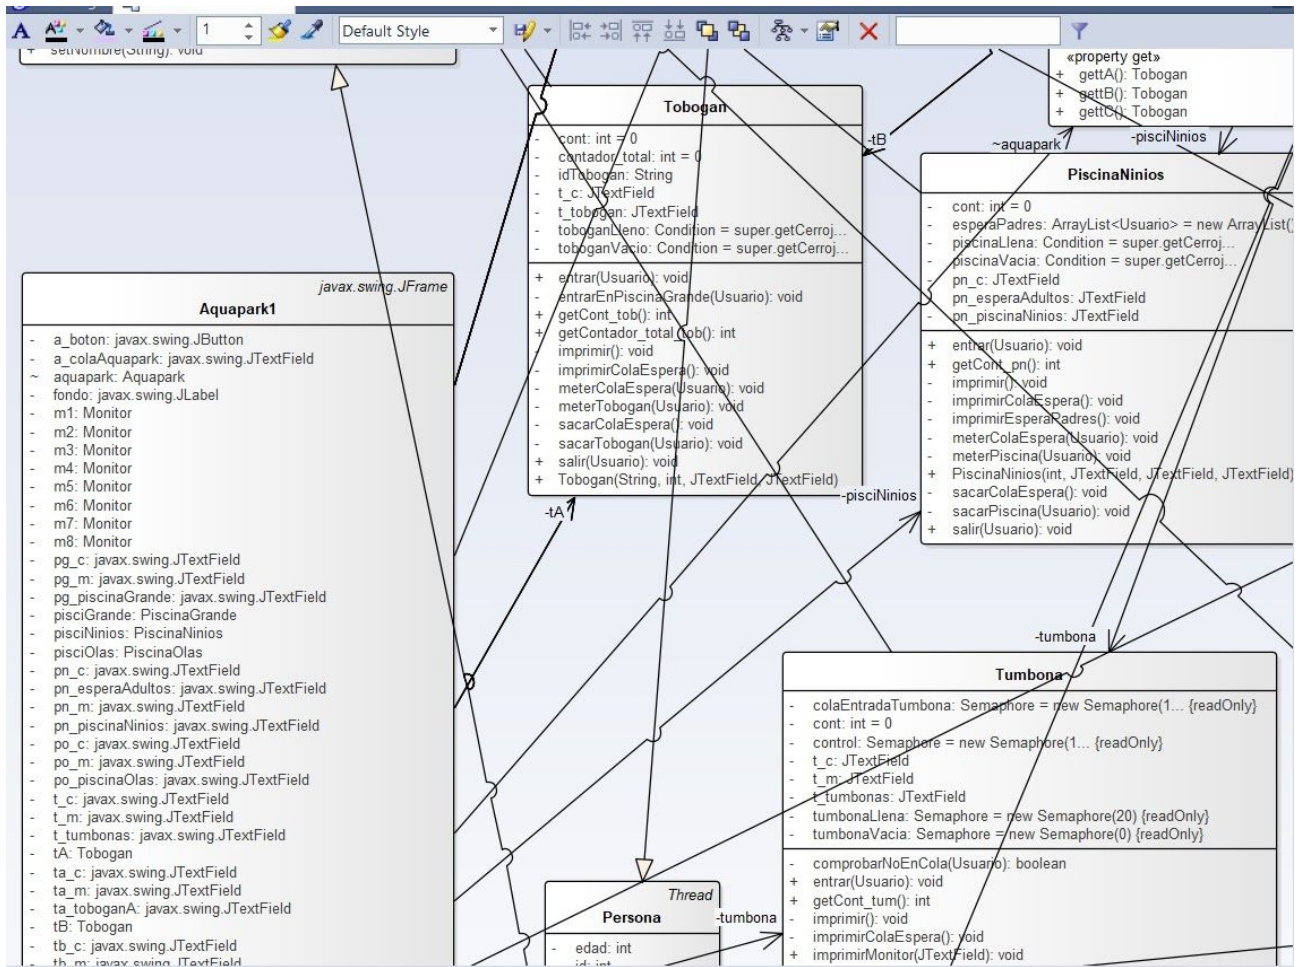 1
Default Style
+ setNombre(String): void
«property get»
+ gettA(): Tobogan
+ gettB(): Tobogan
+ gettC(): Tobogan
-tB
~aquapark
-pisciNinios
Tobogan
- cont: int = 0
- contador_total: int = 0
- idTobogan: String
- t_c: JTextField
- t_tobogan: JTextField
- toboganLleno: Condition = super.getCerroj...
- toboganVacio: Condition = super.getCerroj...
+ entrar(Usuario): void
- entrarEnPiscinaGrande(Usuario): void
+ getCont_tob(): int
+ getContador_total_tob(): int
- imprimir(): void
- imprimirColaEspera(): void
- meterColaEspera(Usuario): void
- meterTobogan(Usuario): void
- sacarColaEspera(): void
- sacarTobogan(Usuario): void
+ salir(Usuario): void
+ Tobogan(String, int, JTextField, JTextField)
-tA
-pisciNinios
PiscinaNinios
- cont: int = 0
- esperaPadres: ArrayList<Usuario> = new ArrayList()
- piscinaLlena: Condition = super.getCerroj...
- piscinaVacia: Condition = super.getCerroj...
- pn_c: JTextField
- pn_esperaAdultos: JTextField
- pn_piscinaNinios: JTextField
+ entrar(Usuario): void
+ getCont_pn(): int
- imprimir(): void
- imprimirColaEspera(): void
- imprimirEsperaPadres(): void
- meterColaEspera(Usuario): void
- meterPiscina(Usuario): void
+ PiscinaNinios(int, JTextField, JTextField, JTextField)
- sacarColaEspera(): void
- sacarPiscina(Usuario): void
+ salir(Usuario): void
javax.swing.JFrame
Aquapark1
- a_boton: javax.swing.JButton
- a_colaAquapark: javax.swing.JTextField
~ aquapark: Aquapark
- fondo: javax.swing.JLabel
- m1: Monitor
- m2: Monitor
- m3: Monitor
- m4: Monitor
- m5: Monitor
- m6: Monitor
- m7: Monitor
- m8: Monitor
- pg_c: javax.swing.JTextField
- pg_m: javax.swing.JTextField
- pg_piscinaGrande: javax.swing.JTextField
- pisciGrande: PiscinaGrande
- pisciNinios: PiscinaNinios
- pisciOlas: PiscinaOlas
- pn_c: javax.swing.JTextField
- pn_esperaAdultos: javax.swing.JTextField
- pn_m: javax.swing.JTextField
- pn_piscinaNinios: javax.swing.JTextField
- po_c: javax.swing.JTextField
- po_m: javax.swing.JTextField
- po_piscinaOlas: javax.swing.JTextField
- t_c: javax.swing.JTextField
- t_m: javax.swing.JTextField
- t_tumbonas: javax.swing.JTextField
- tA: Tobogan
- ta_c: javax.swing.JTextField
- ta_m: javax.swing.JTextField
- ta_toboganA: javax.swing.JTextField
- tB: Tobogan
- tb_c: javax.swing.JTextField
- tb_m: javax.swing.JTextField
-tumbona
Tumbona
- colaEntradaTumbona: Semaphore = new Semaphore(1... {readOnly}
- cont: int = 0
- control: Semaphore = new Semaphore(1... {readOnly}
- t_c: JTextField
- t_m: JTextField
- t_tumbonas: JTextField
- tumbonaLlena: Semaphore = new Semaphore(20) {readOnly}
- tumbonaVacia: Semaphore = new Semaphore(0) {readOnly}
- comprobarNoEnCola(Usuario): boolean
+ entrar(Usuario): void
+ getCont_tum(): int
- imprimir(): void
- imprimirColaEspera(): void
+ imprimirMonitor(JTextField): void
Thread
Persona
- edad: int
id: int
-tumbona